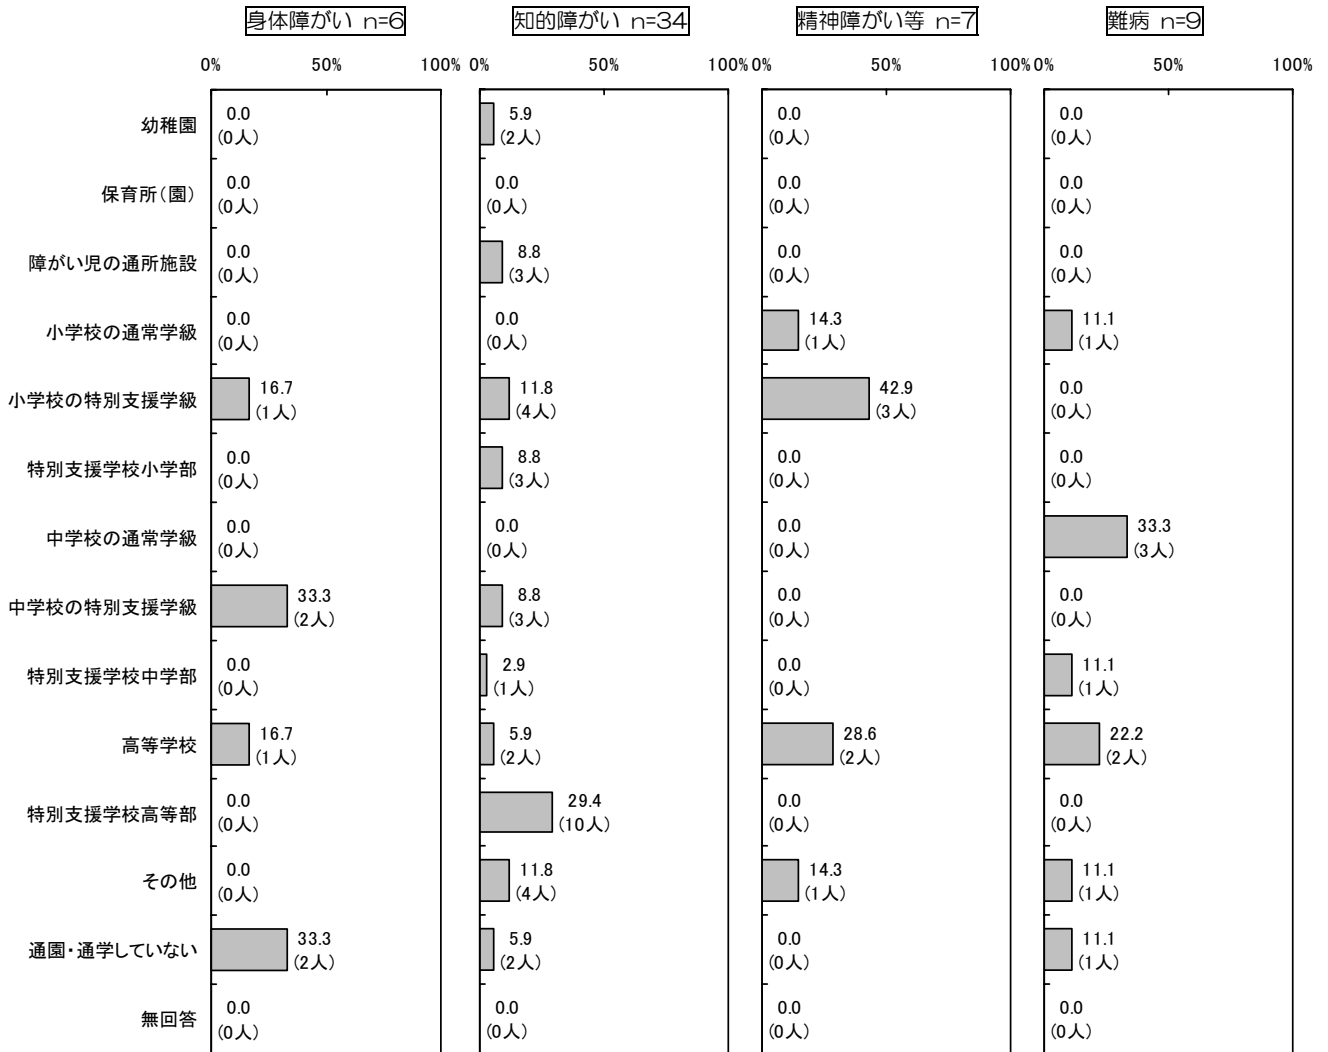 身体障がい n=6 知的障がい n=34 精神障がい等 n=7 難病 n=9
0% 50% 100% 0% 50% 100% 0% 50% 100% 0% 50% 100%
幼稚園 0.0 5.9 0.0 0.0
(0人) (2人) (0人) (0人)
保育所(園) 0.0 0.0 0.0 0.0
(0人) (0人) (0人) (0人)
障がい児の通所施設 0.0 8.8 0.0 0.0
(0人) (3人) (0人) (0人)
小学校の通常学級 0.0 0.0 14.3 11.1
(0人) (0人) (1人) (1人)
小学校の特別支援学級 16.7 11.8 42.9 0.0
(1人) (4人) (3人) (0人)
特別支援学校小学部 0.0 8.8 0.0 0.0
(0人) (3人) (0人) (0人)
中学校の通常学級 0.0 0.0 0.0 33.3
(0人) (0人) (0人) (3人)
中学校の特別支援学級 33.3 8.8 0.0 0.0
(2人) (3人) (0人) (0人)
特別支援学校中学部 0.0 2.9 0.0 11.1
(0人) (1人) (0人) (1人)
高等学校 16.7 5.9 28.6 22.2
(1人) (2人) (2人) (2人)
特別支援学校高等部 0.0 29.4 0.0 0.0
(0人) (10人) (0人) (0人)
その他 0.0 11.8 14.3 11.1
(0人) (4人) (1人) (1人)
通園・通学していない 33.3 5.9 0.0 11.1
(2人) (2人) (0人) (1人)
無回答 0.0 0.0 0.0 0.0
(0人) (0人) (0人) (0人)